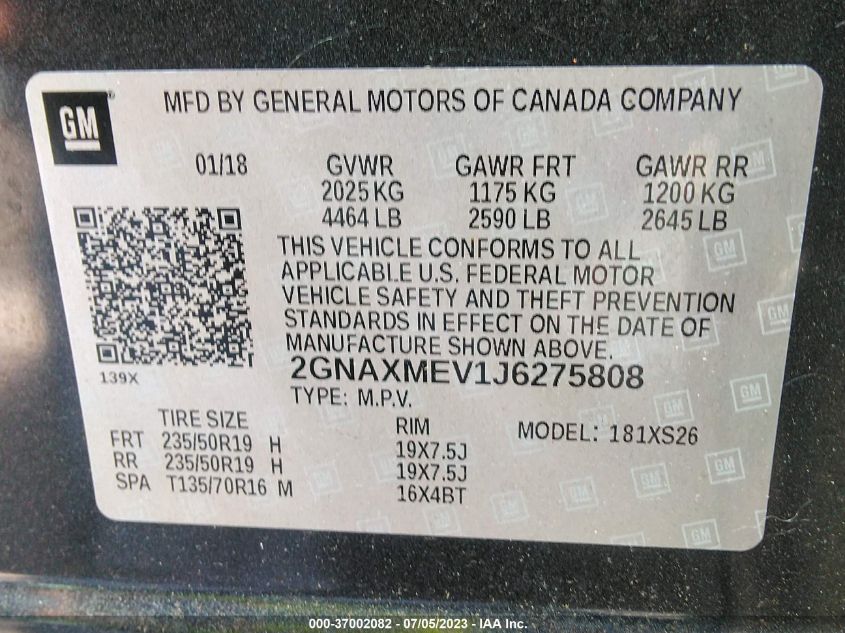 GM
MFD BY GENERAL MOTORS OF CANADA COMPANY
01/18 GVWR GAWR FRT GAWR RR
2025 KG 1175 KG 1200 KG
4464 LB 2590 LB 2645 LB
THIS VEHICLE CONFORMS TO ALL
APPLICABLE U.S. FEDERAL MOTOR
VEHICLE SAFETY AND THEFT PREVENTION
STANDARDS IN EFFECT ON THE DATE OF
MANUFACTURE SHOWN ABOVE.
139X
2GNAXMEV1J6275808
TYPE: M.P.V.
TIRE SIZE RIM MODEL: 181XS26
FRT 235/50R19 H 19X7.5J
RR 235/50R19 H 19X7.5J
SPA T135/70R16 M 16X4BT
000-37002082 - 07/05/2023 - IAA Inc.